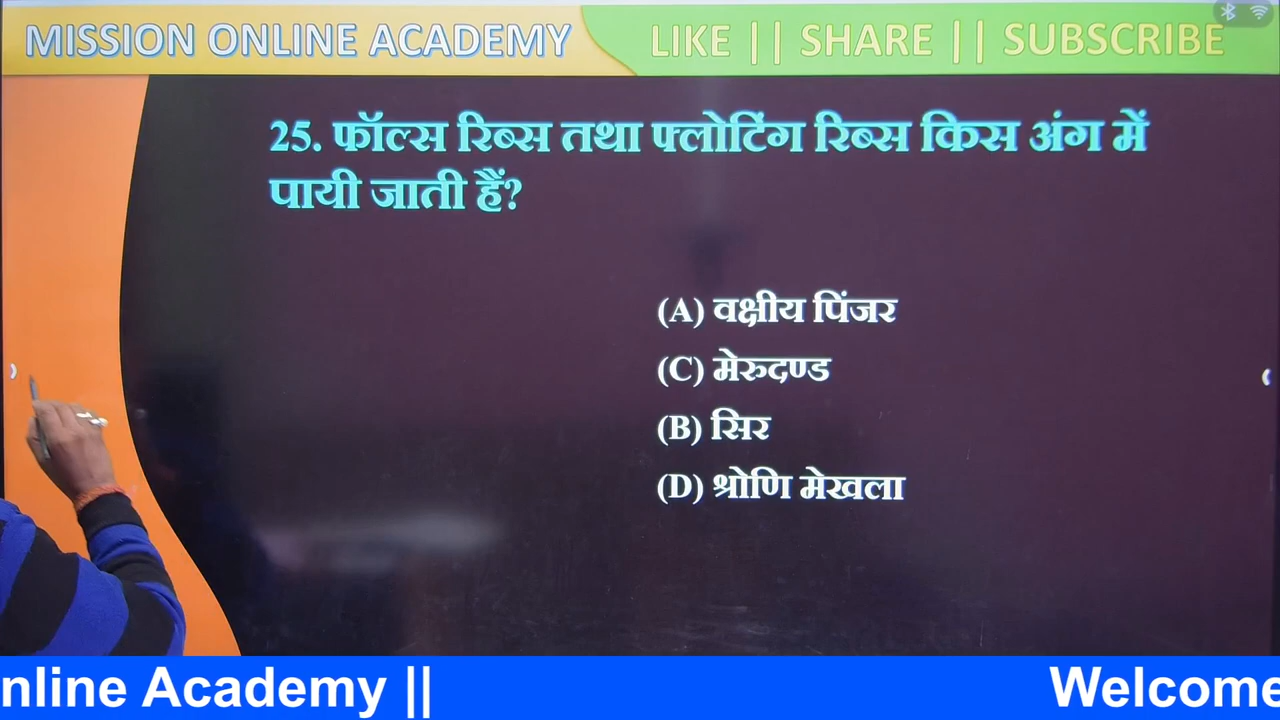 MISSION ONLINE ACADEMY
LIKE || SHARE || SUBSCRIBE
25. फॉल्स रिब्स तथा फ्लोटिंग रिब्स किस अंग में
पायी जाती हैं?
(A) वक्षीय पिंजर
(C) मेरुदण्ड
(B) सिर
(D) श्रोणि मेखला
nline Academy ||
Welcome